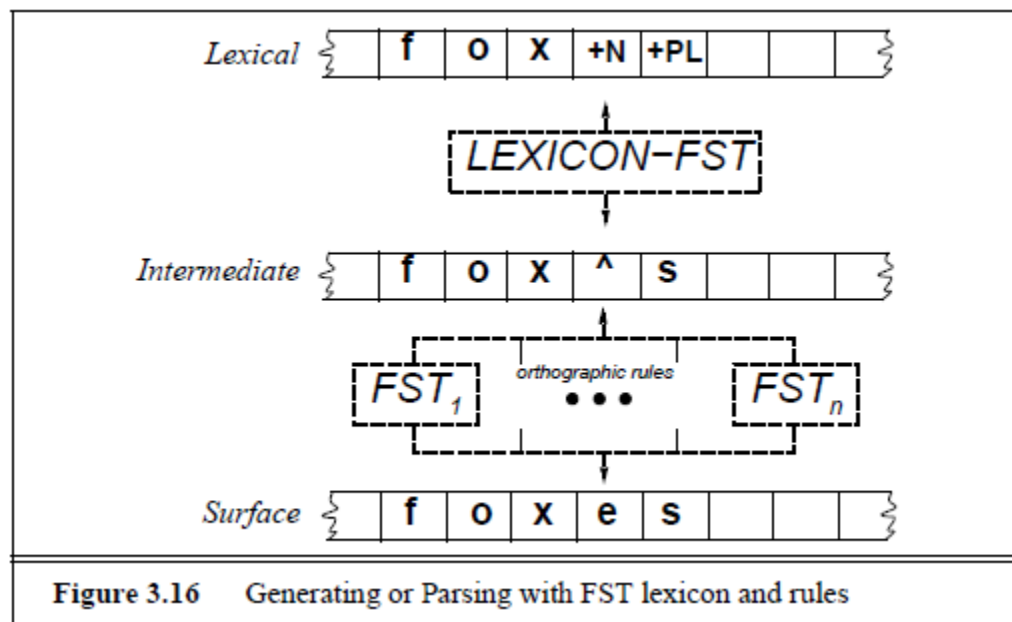 Lexical f o x +N +PL
LEXICON-FST
Intermediate f o x ^ s
orthographic rules
FST1 ••• FSTn
Surface f o x e s
Figure 3.16 Generating or Parsing with FST lexicon and rules